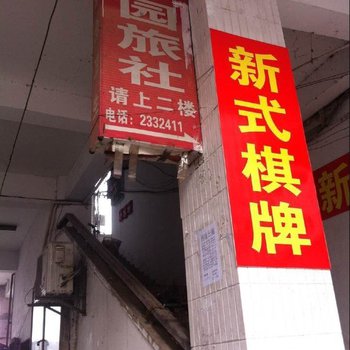 园旅社
请上二楼
电话：2332411
新式棋牌
新